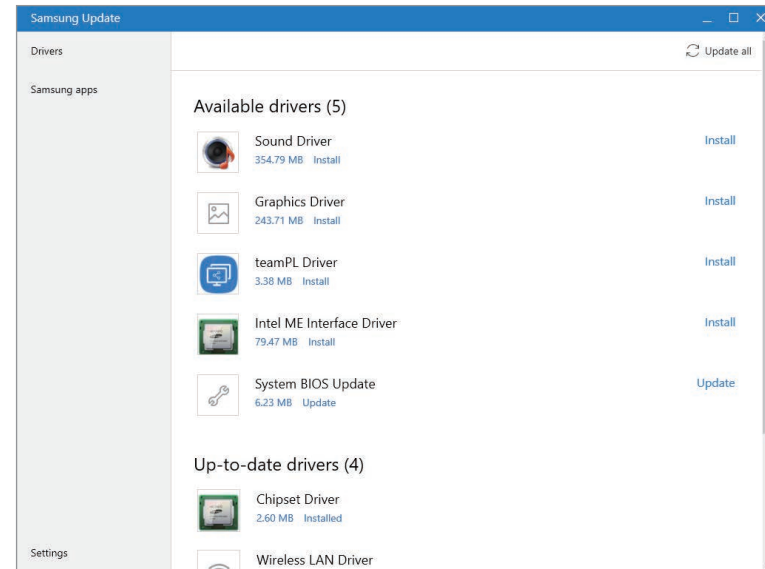 Samsung Update
Drivers
Update all
Samsung apps
Available drivers (5)
Sound Driver
Install
354.79 MB Install
Graphics Driver
Install
243.71 MB Install
teamPL Driver
Install
3.38 MB Install
Intel ME Interface Driver
Install
79.47 MB Install
System BIOS Update
Update
6.23 MB Update
Up-to-date drivers (4)
Chipset Driver
2.60 MB Installed
Settings
Wireless LAN Driver